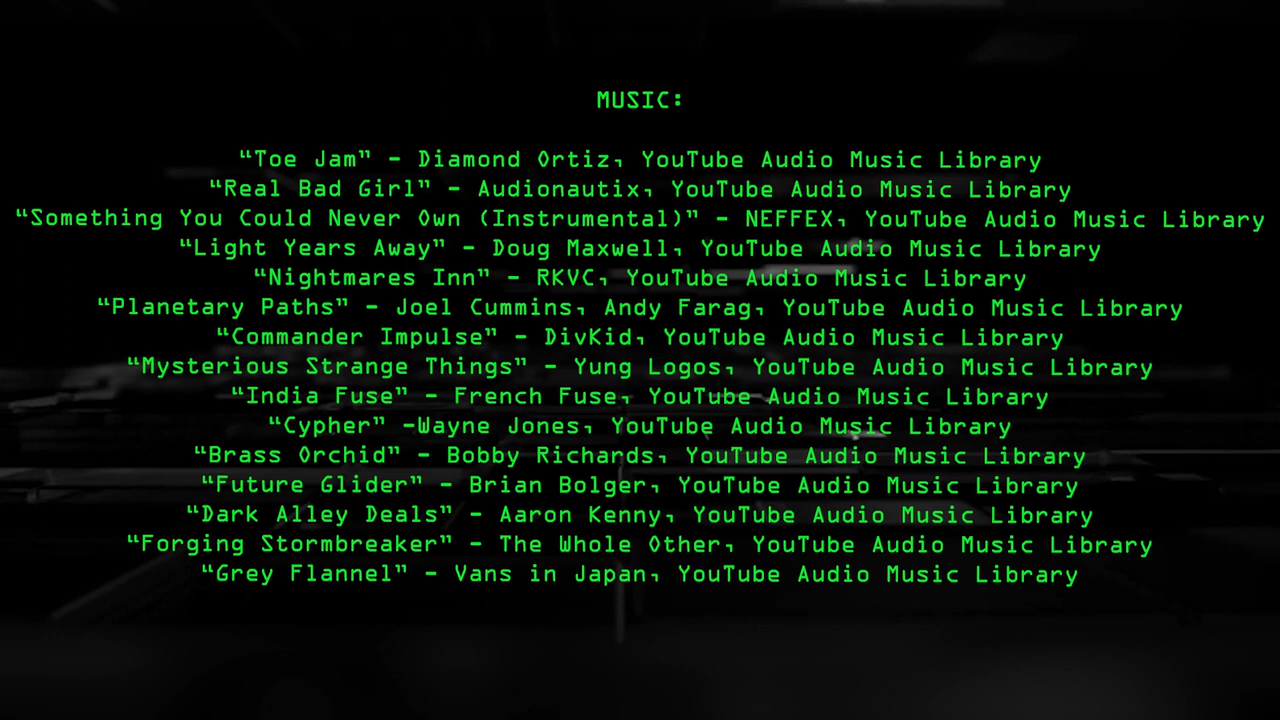 MUSIC:
“Toe Jam” - Diamond Ortiz, YouTube Audio Music Library
“Real Bad Girl” - Audionautix, YouTube Audio Music Library
“Something You Could Never Own (Instrumental)” - NEFFEX, YouTube Audio Music Library
“Light Years Away” - Doug Maxwell, YouTube Audio Music Library
“Nightmares Inn” - RKVC, YouTube Audio Music Library
“Planetary Paths” - Joel Cummins, Andy Farag, YouTube Audio Music Library
“Commander Impulse” - DivKid, YouTube Audio Music Library
“Mysterious Strange Things” - Yung Logos, YouTube Audio Music Library
“India Fuse” - French Fuse, YouTube Audio Music Library
“Cypher” -Wayne Jones, YouTube Audio Music Library
“Brass Orchid” - Bobby Richards, YouTube Audio Music Library
“Future Glider” - Brian Bolger, YouTube Audio Music Library
“Dark Alley Deals” - Aaron Kenny, YouTube Audio Music Library
“Forging Stormbreaker” - The Whole Other, YouTube Audio Music Library
“Grey Flannel” - Vans in Japan, YouTube Audio Music Library